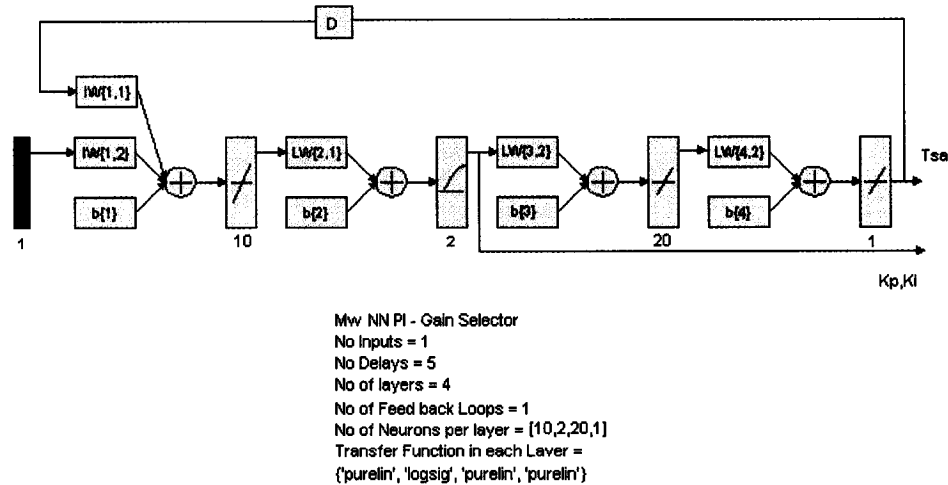 D
IW{1,1}
IW{1,2}
LW{2,1}
LW{3,2}
LW{4,2}
Tsa
b{1}
b{2}
b{3}
b{4}
1
10
2
20
1
Kp,Ki
Mw NN PI - Gain Selector
No Inputs = 1
No Delays = 5
No of layers = 4
No of Feed back Loops = 1
No of Neurons per layer = [10,2,20,1]
Transfer Function in each Layer =
{'purelin', 'logsig', 'purelin', 'purelin'}